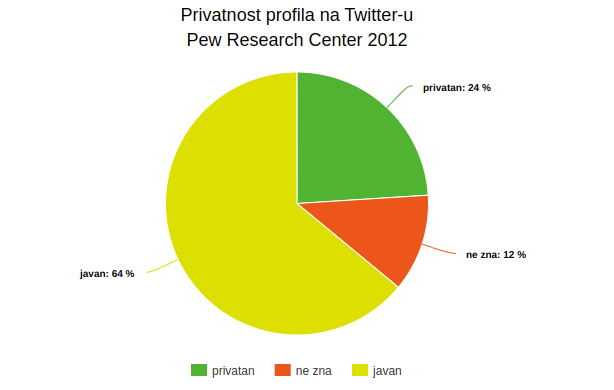 Privatnost profila na Twitter-u
Pew Research Center 2012
privatan: 24 %
ne zna: 12 %
javan: 64 %
privatan ne zna javan